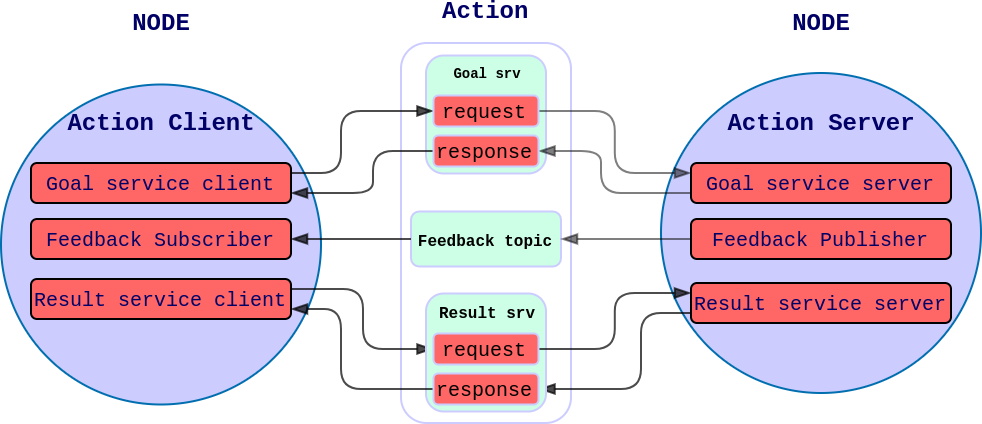 NODE
Action
NODE
Action Client
Goal service client
Feedback Subscriber
Result service client
Goal srv
request
response
Feedback topic
Result srv
request
response
Action Server
Goal service server
Feedback Publisher
Result service server